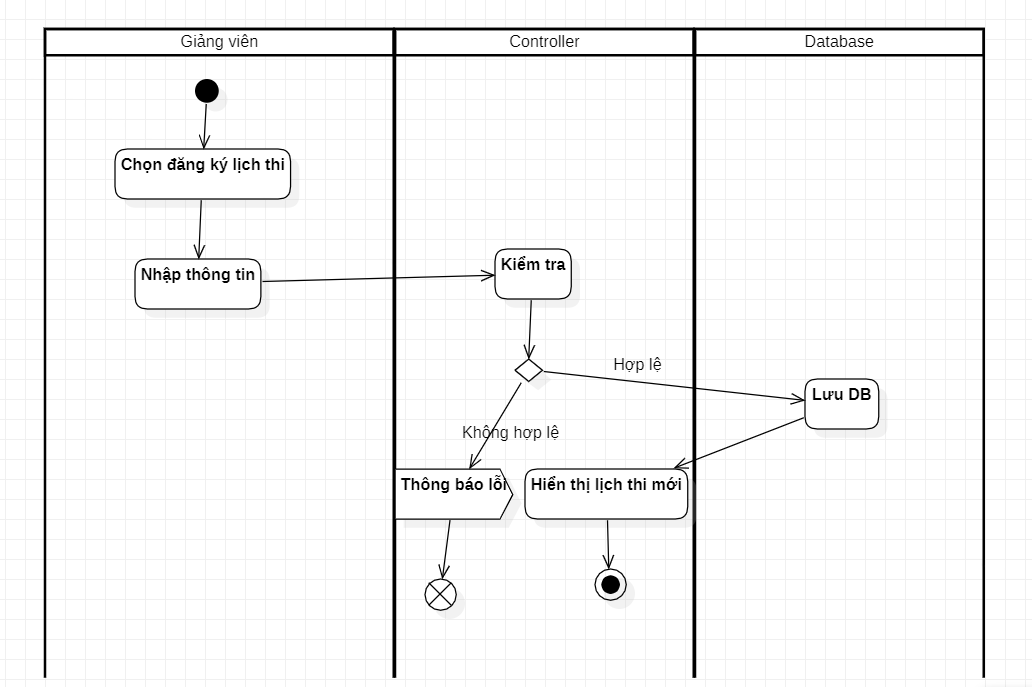 Giảng viên
Controller
Database
Chọn đăng ký lịch thi
Nhập thông tin
Kiểm tra
Hợp lệ
Lưu DB
Không hợp lệ
Thông báo lỗi
Hiển thị lịch thi mới